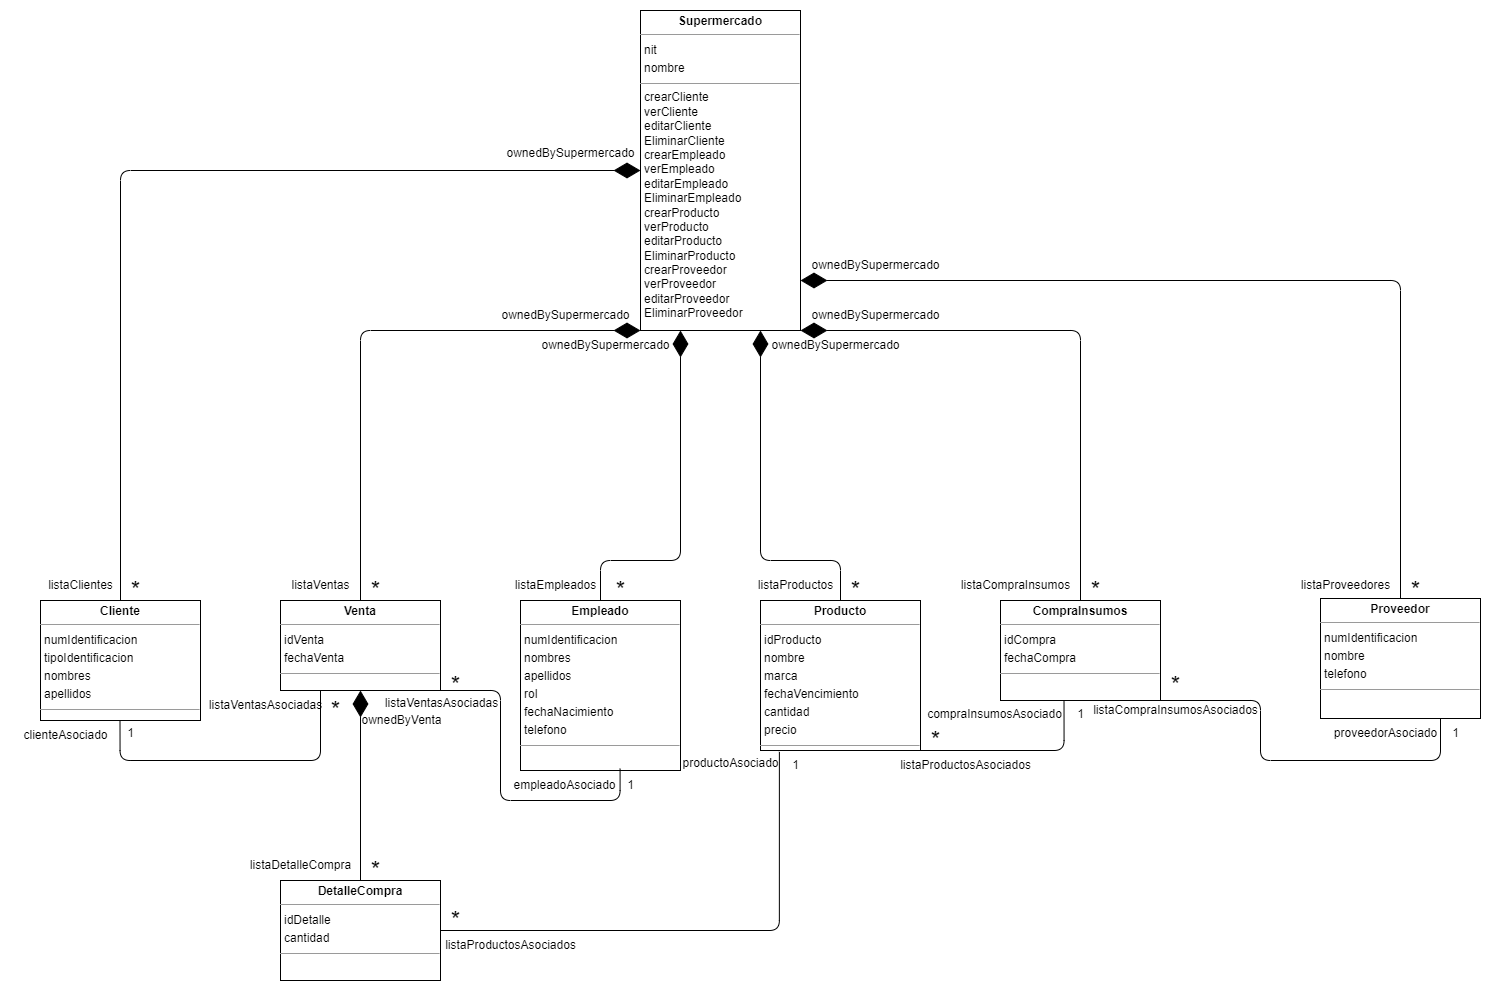 Supermercado
nit
nombre
crearCliente
verCliente
editarCliente
EliminarCliente
crearEmpleado
verEmpleado
editarEmpleado
EliminarEmpleado
crearProducto
verProducto
editarProducto
EliminarProducto
crearProveedor
verProveedor
editarProveedor
EliminarProveedor
ownedBySupermercado
ownedBySupermercado
ownedBySupermercado
ownedBySupermercado
ownedBySupermercado
ownedBySupermercado
listaClientes *
listaVentas *
listaEmpleados *
listaProductos *
listaCompraInsumos *
listaProveedores *
Cliente
numIdentificacion
tipoIdentificacion
nombres
apellidos
clienteAsociado 1
Venta
idVenta
fechaVenta
listaVentasAsociadas *
ownedByVenta
*
listaVentasAsociadas
Empleado
numIdentificacion
nombres
apellidos
rol
fechaNacimiento
telefono
empleadoAsociado 1
Producto
idProducto
nombre
marca
fechaVencimiento
cantidad
precio
productoAsociado 1
*
listaProductosAsociados
CompraInsumos
idCompra
fechaCompra
compraInsumosAsociado 1
*
listaCompraInsumosAsociados
Proveedor
numIdentificacion
nombre
telefono
proveedorAsociado 1
listaDetalleCompra *
DetalleCompra
idDetalle
cantidad
*
listaProductosAsociados